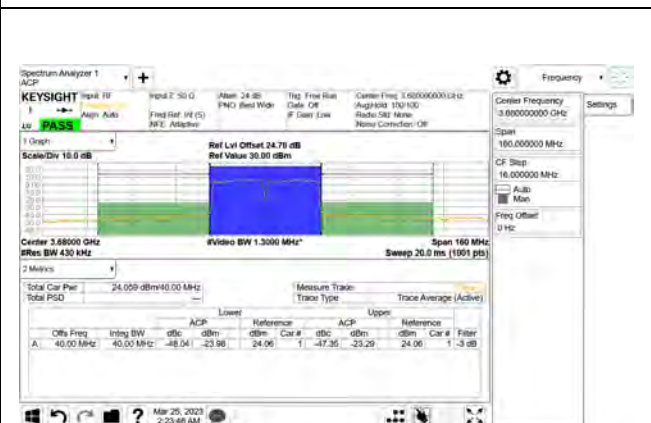 Spectrum Analyzer 1
ACP
Frequency
KEYSIGHT Input: RF Input Z: 50 Ω Atten: 24 dB Trig: Free Run Center Freq: 3.680000000 GHz
PNO: Best Wide Gate: Off Avg|Hold: 100/100
Align: Auto Freq Ref: Int (S) IF Gain: Low Radio Std: None
NFE: Adaptive Noise Correction: Off
PASS
Center Frequency
3.680000000 GHz
Settings
Span
160.000000 MHz
CF Step
16.000000 MHz
Auto
Man
Freq Offset
0 Hz
1 Graph
Scale/Div 10.0 dB
Ref Lvl Offset 24.78 dB
Ref Value 30.00 dBm
Center 3.68000 GHz #Video BW 1.3000 MHz* Span 160 MHz
#Res BW 430 kHz Sweep 20.0 ms (1001 pts)
2 Metrics
Total Car Pwr 24.059 dBm/40.00 MHz Measure Trace
Total PSD --- Trace Type Trace Average (Active)
Lower Upper
ACP Reference ACP Reference
Offs Freq Integ BW dBc dBm dBm Car # dBc dBm dBm Car # Filter
A 40.00 MHz 40.00 MHz -48.04 -23.98 24.06 1 -47.35 -23.29 24.06 1 -3 dB
Mar 25, 2023
2:23:46 AM